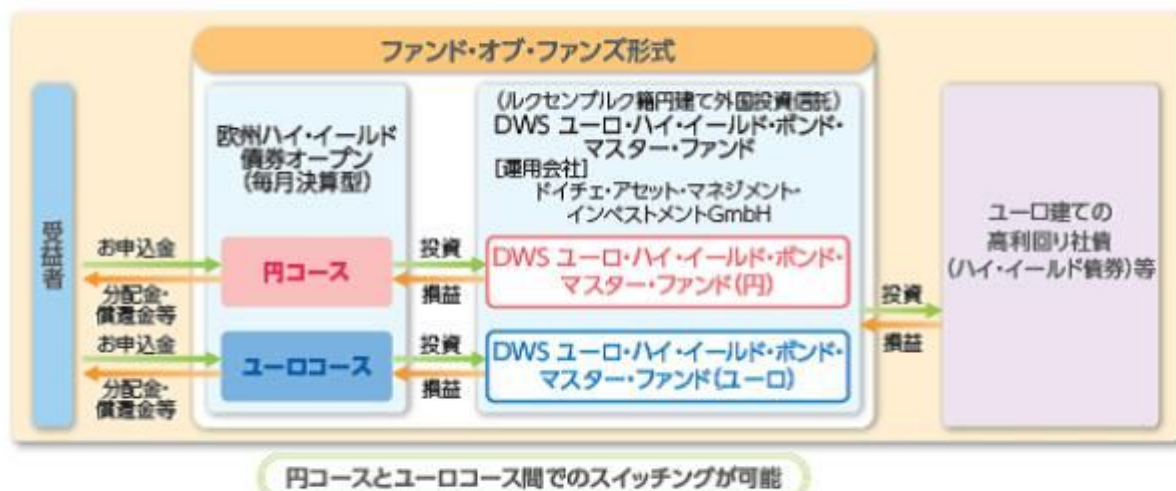 ファンド・オブ・ファンズ形式
受益者
お申込金
分配金・
償還金等
お申込金
分配金・
償還金等
欧州ハイ・イールド
債券オープン
(毎月決算型)
円コース
ユーロコース
投資
損益
投資
損益
(ルクセンブルク籍円建て外国投資信託)
DWS ユーロ・ハイ・イールド・ボンド・
マスター・ファンド
[運用会社]
ドイチェ・アセット・マネジメント・
インベストメントGmbH
DWS ユーロ・ハイ・イールド・ボンド・
マスター・ファンド(円)
DWS ユーロ・ハイ・イールド・ボンド・
マスター・ファンド(ユーロ)
投資
損益
ユーロ建ての
高利回り社債
(ハイ・イールド債券)等
円コースとユーロコース間でのスイッチングが可能